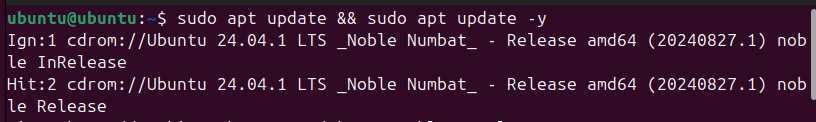 ubuntu@ubuntu:~$ sudo apt update && sudo apt update -y
Ign:1 cdrom://Ubuntu 24.04.1 LTS _Noble Numbat_ - Release amd64 (20240827.1) nob
le InRelease
Hit:2 cdrom://Ubuntu 24.04.1 LTS _Noble Numbat_ - Release amd64 (20240827.1) nob
le Release